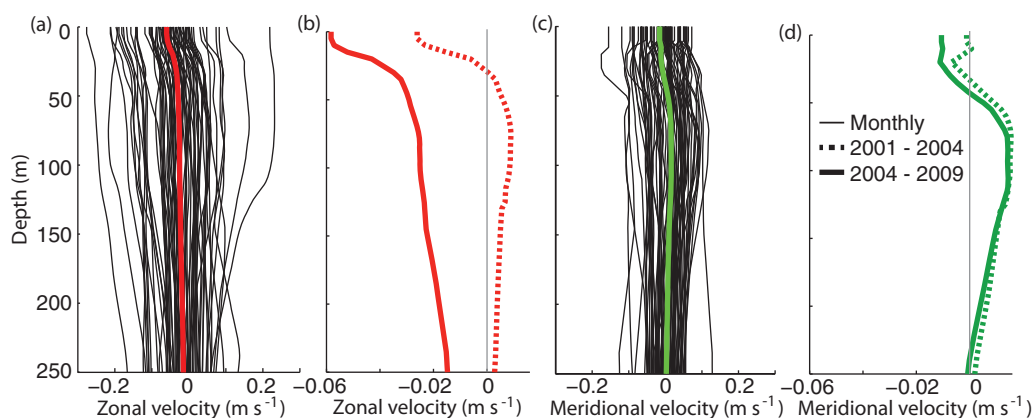 (a) (b) (c) (d)
0
50
100
150
200
250
Depth (m)
Monthly
2001 - 2004
2004 - 2009
−0.2 0 0.2 −0.06 −0.02 0 −0.2 0 0.2 −0.06 −0.02 0
Zonal velocity (m s⁻¹) Zonal velocity (m s⁻¹) Meridional velocity (m s⁻¹) Meridional velocity (m s⁻¹)